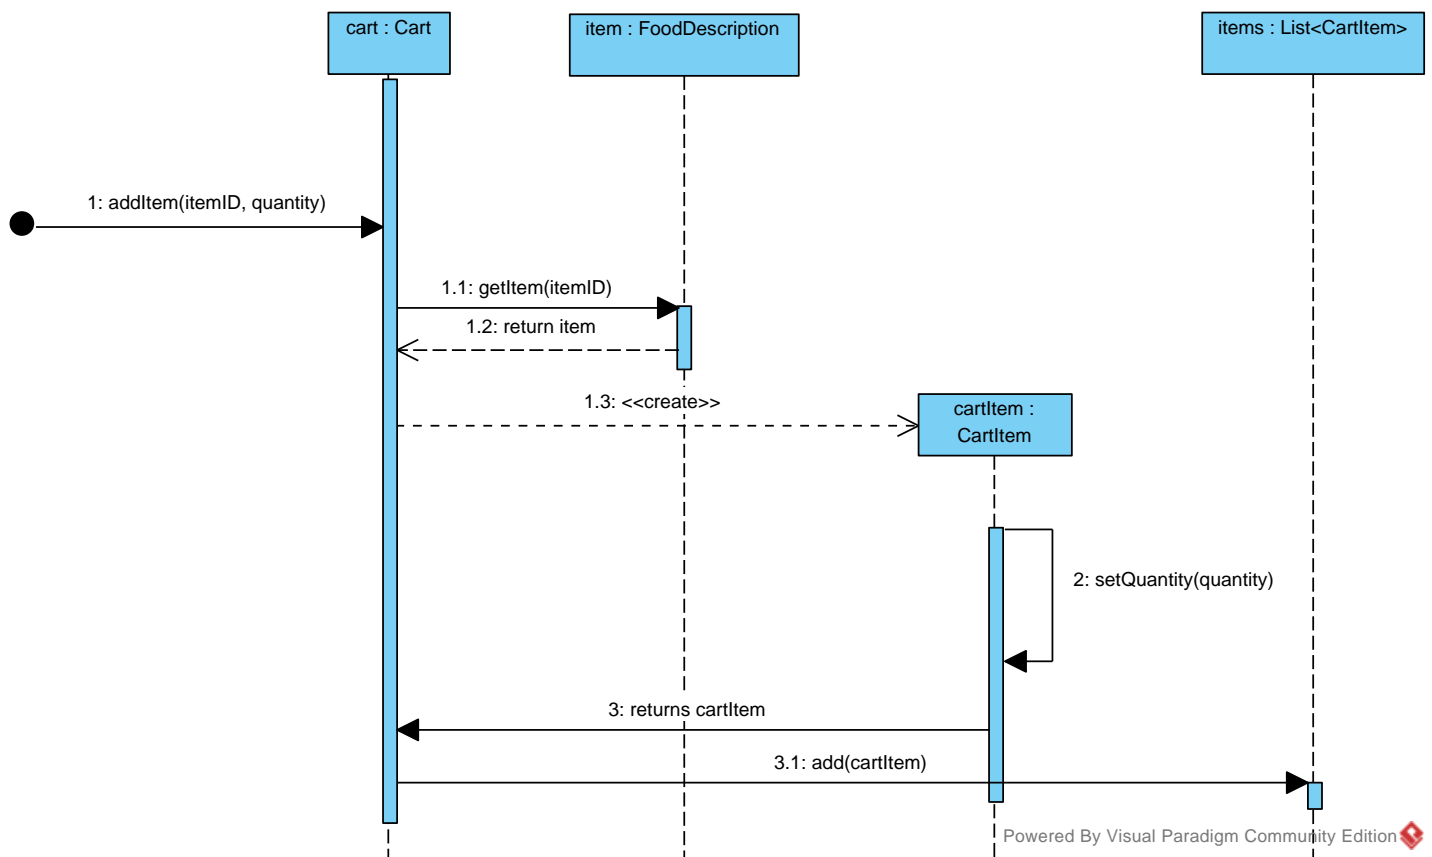 cart : Cart
item : FoodDescription
items : List<CartItem>
1: addItem(itemID, quantity)
1.1: getItem(itemID)
1.2: return item
1.3: <<create>>
cartItem :
CartItem
2: setQuantity(quantity)
3: returns cartItem
3.1: add(cartItem)
Powered By Visual Paradigm Community Edition